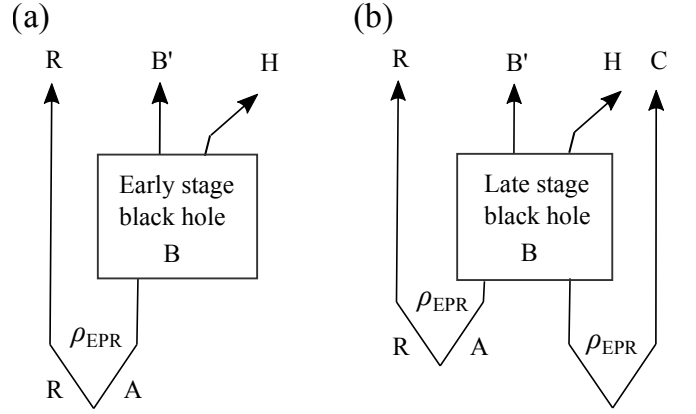 (a)
R B' H
Early stage
black hole
B
ρEPR
R A
(b)
R B' H C
Late stage
black hole
B
ρEPR
R A
ρEPR